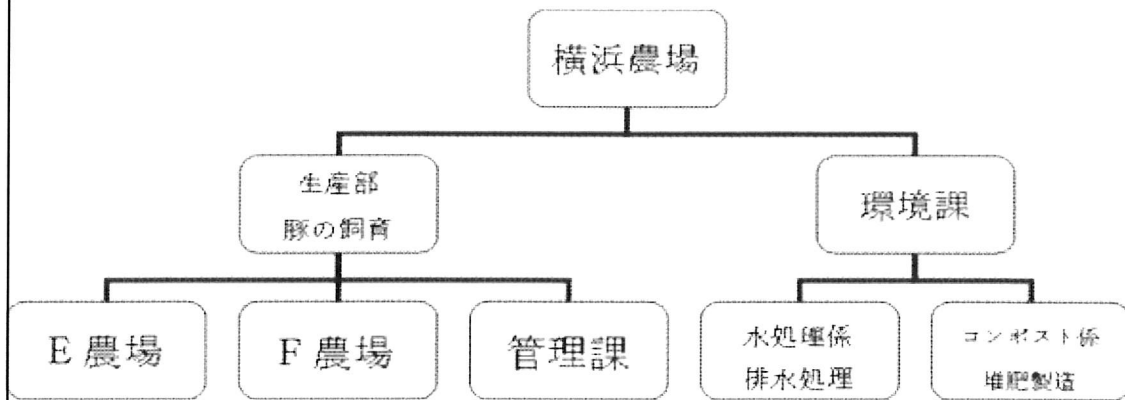 横浜農場
生産部
豚の飼育
環境課
E農場
F農場
管理課
水処理係
排水処理
コンポスト係
堆肥製造